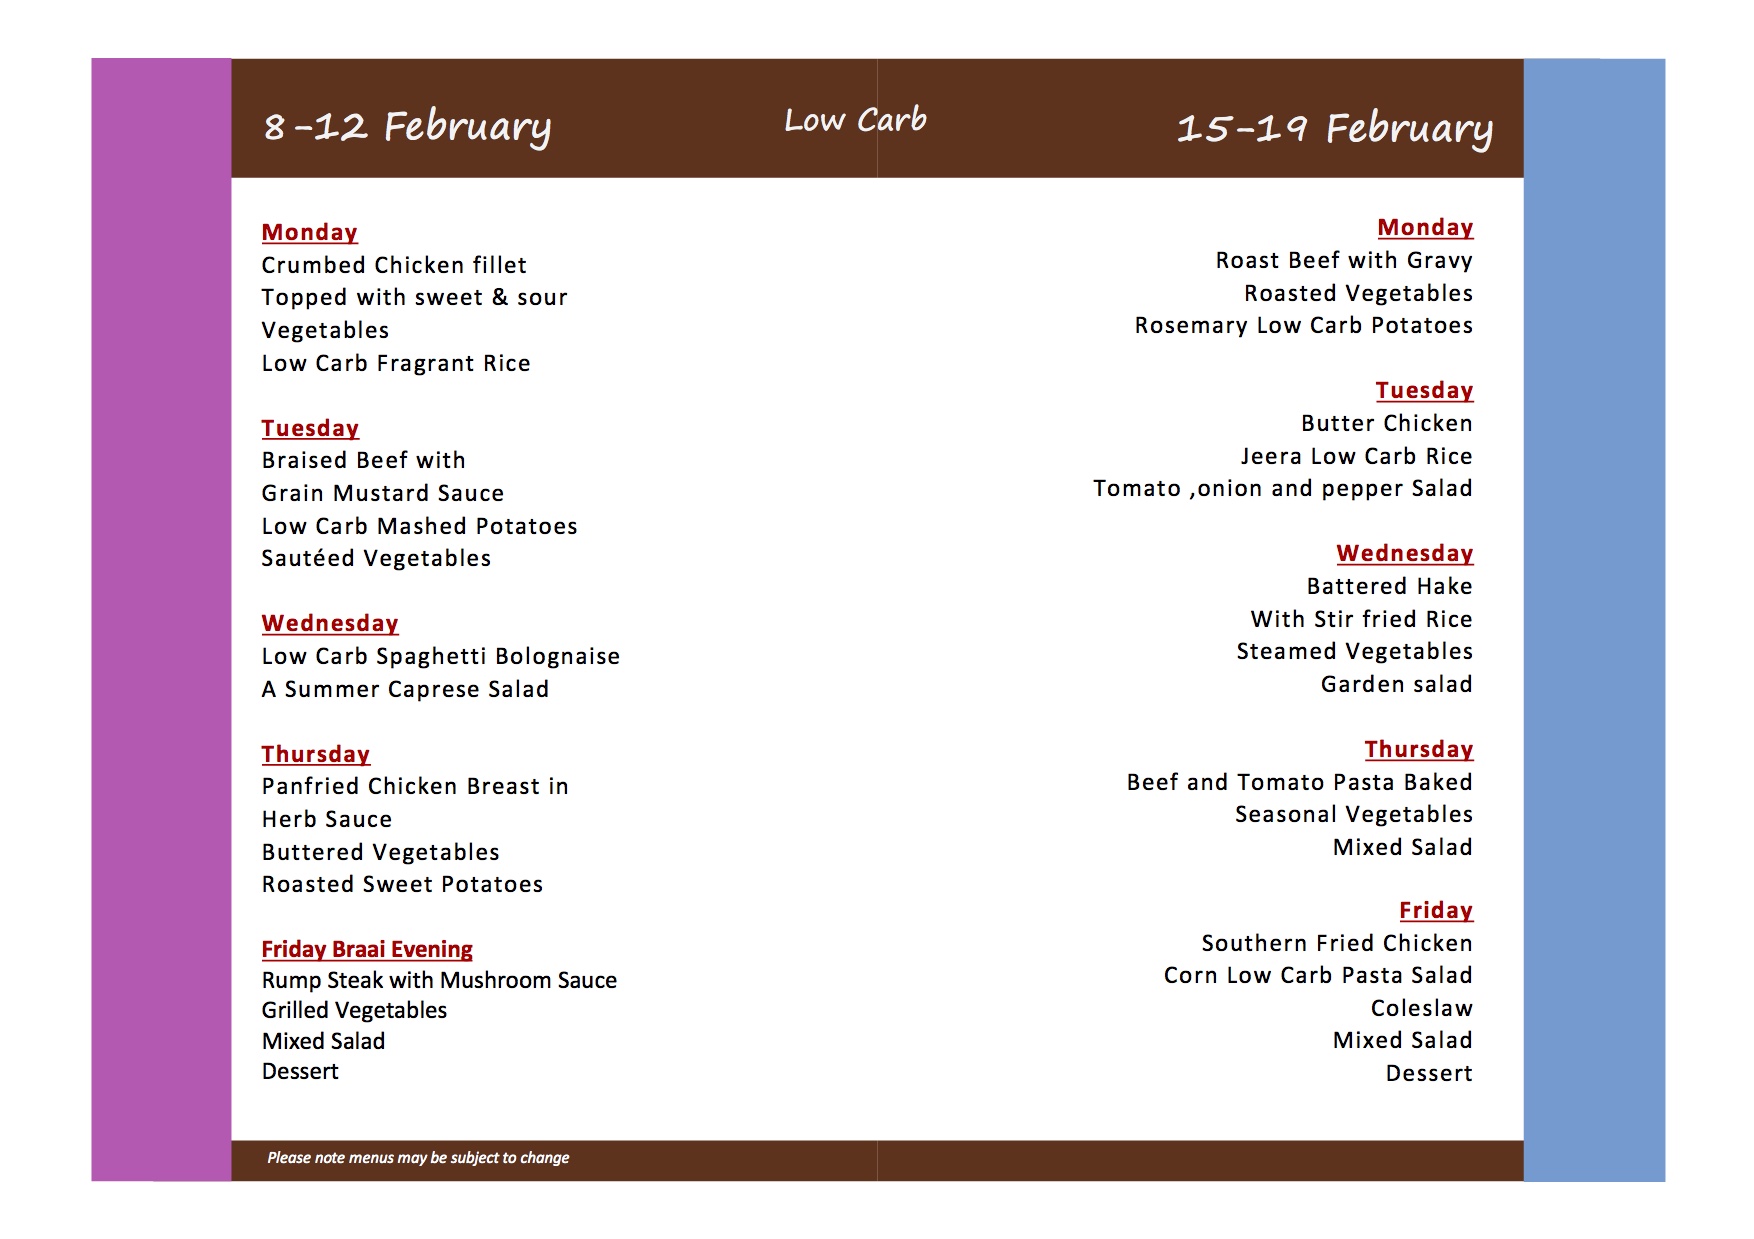 8-12 February
Low Carb
15-19 February
Monday
Crumbed Chicken fillet
Topped with sweet & sour
Vegetables
Low Carb Fragrant Rice
Tuesday
Braised Beef with
Grain Mustard Sauce
Low Carb Mashed Potatoes
Sautéed Vegetables
Wednesday
Low Carb Spaghetti Bolognaise
A Summer Caprese Salad
Thursday
Panfried Chicken Breast in
Herb Sauce
Buttered Vegetables
Roasted Sweet Potatoes
Friday Braai Evening
Rump Steak with Mushroom Sauce
Grilled Vegetables
Mixed Salad
Dessert
Monday
Roast Beef with Gravy
Roasted Vegetables
Rosemary Low Carb Potatoes
Tuesday
Butter Chicken
Jeera Low Carb Rice
Tomato ,onion and pepper Salad
Wednesday
Battered Hake
With Stir fried Rice
Steamed Vegetables
Garden salad
Thursday
Beef and Tomato Pasta Baked
Seasonal Vegetables
Mixed Salad
Friday
Southern Fried Chicken
Corn Low Carb Pasta Salad
Coleslaw
Mixed Salad
Dessert
Please note menus may be subject to change